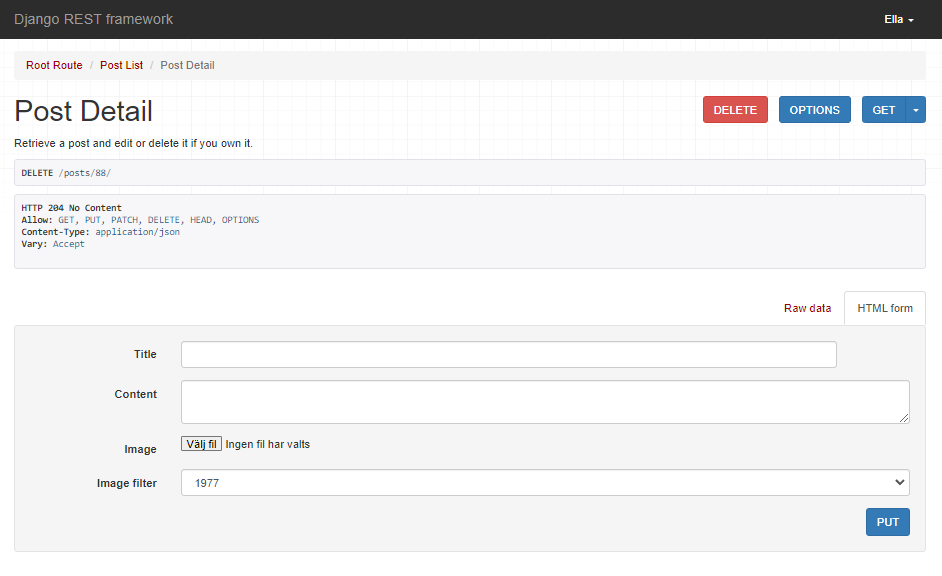 Django REST framework
Ella
Root Route / Post List / Post Detail
Post Detail
DELETE
OPTIONS
GET
Retrieve a post and edit or delete it if you own it.
DELETE /posts/88/
HTTP 204 No Content
Allow: GET, PUT, PATCH, DELETE, HEAD, OPTIONS
Content-Type: application/json
Vary: Accept
Raw data
HTML form
Title
Content
Image
Välj fil Ingen fil har valts
Image filter
1977
PUT